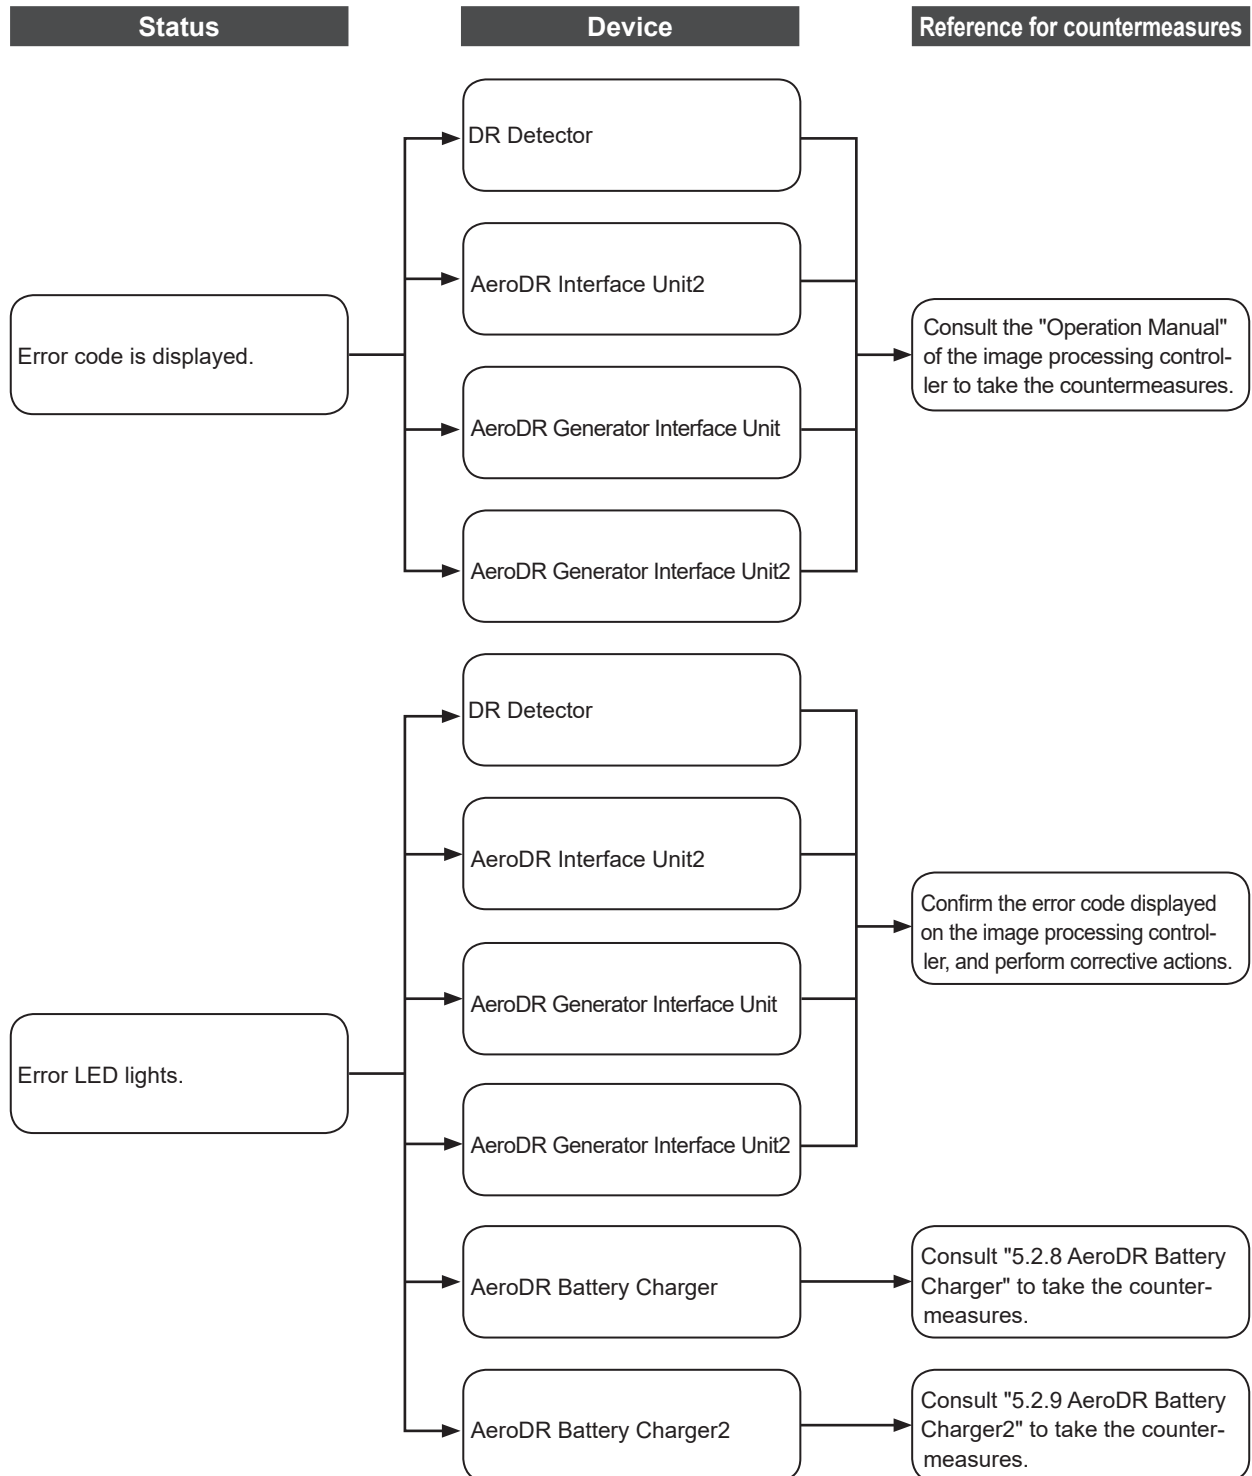 Status
Device
Reference for countermeasures
Error code is displayed.
DR Detector
AeroDR Interface Unit2
AeroDR Generator Interface Unit
AeroDR Generator Interface Unit2
Consult the "Operation Manual"
of the image processing control-
ler to take the countermeasures.
Error LED lights.
DR Detector
AeroDR Interface Unit2
AeroDR Generator Interface Unit
AeroDR Generator Interface Unit2
Confirm the error code displayed
on the image processing control-
ler, and perform corrective actions.
AeroDR Battery Charger
Consult "5.2.8 AeroDR Battery
Charger" to take the counter-
measures.
AeroDR Battery Charger2
Consult "5.2.9 AeroDR Battery
Charger2" to take the counter-
measures.